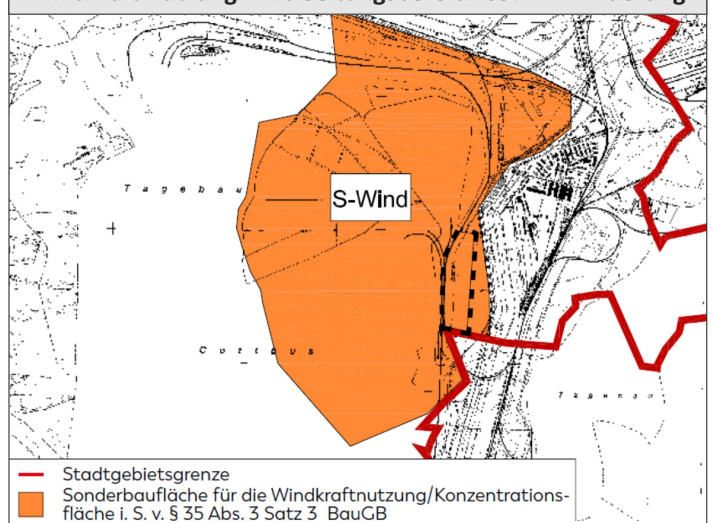 T a g e b a u
S-Wind
C o t t b u s
Stadtgebietsgrenze
Sonderbaufläche für die Windkraftnutzung/Konzentrations-
fläche i. S. v. § 35 Abs. 3 Satz 3 BauGB